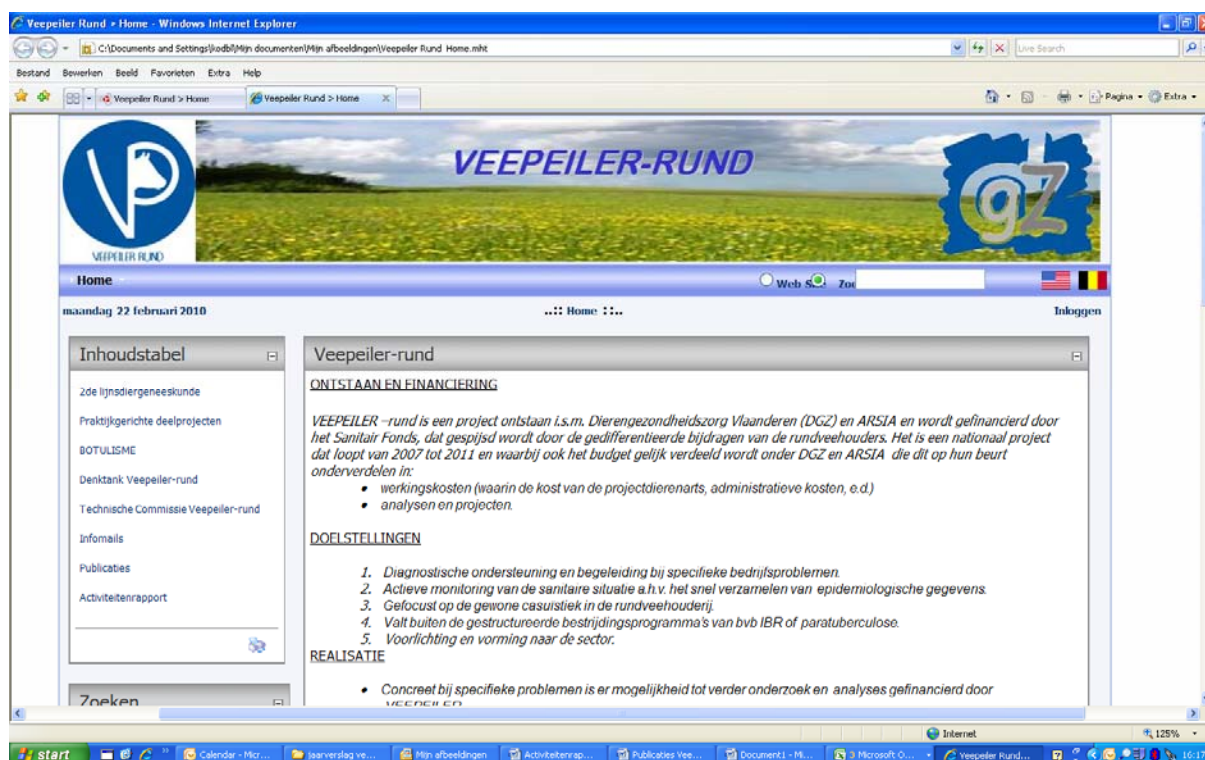 Veepeiler Rund > Home - Windows Internet Explorer
C:\Documents and Settings\kodbil\Mijn documenten\Mijn afbeeldingen\Veepeiler Rund Home.mht
Live Search
Bestand Bewerken Beeld Favorieten Extra Help
Veepeiler Rund > Home
Veepeiler Rund > Home
Pagina
Extra
VP
VEEPEILER RUND
VEEPEILER-RUND
gz
Home
Web S
Zoe
maandag 22 februari 2010
..:: Home ::..
Inloggen
Inhoudstabel
2de lijnsdiergeneeskunde
Praktijkgerichte deelprojecten
BOTULISME
Denktank Veepeiler-rund
Technische Commissie Veepeiler-rund
Infomails
Publicaties
Activiteitenrapport
Zoeken
Veepeiler-rund
ONTSTAAN EN FINANCIERING
VEEPEILER –rund is een project ontstaan i.s.m. Dierengezondheidszorg Vlaanderen (DGZ) en ARSIA en wordt gefinancierd door
het Sanitair Fonds, dat gespijsd wordt door de gedifferentieerde bijdragen van de rundveehouders. Het is een nationaal project
dat loopt van 2007 tot 2011 en waarbij ook het budget gelijk verdeeld wordt onder DGZ en ARSIA die dit op hun beurt
onderverdelen in:
• werkingskosten (waarin de kost van de projectdierenarts, administratieve kosten, e.d.)
• analysen en projecten.
DOELSTELLINGEN
1. Diagnostische ondersteuning en begeleiding bij specifieke bedrijfsproblemen.
2. Actieve monitoring van de sanitaire situatie a.h.v. het snel verzamelen van epidemiologische gegevens.
3. Gefocust op de gewone casuistiek in de rundveehouderij.
4. Valt buiten de gestructureerde bestrijdingsprogramma's van bvb IBR of paratuberculose.
5. Voorlichting en vorming naar de sector.
REALISATIE
• Concreet bij specifieke problemen is er mogelijkheid tot verder onderzoek en analyses gefinancierd door
VEEPEILER
Internet
125%
start
Calendar - Micr...
jaarverslag ve...
Mijn afbeeldingen
Activiteitenrap...
Publicaties Vee...
Document1 - Mi...
3 Microsoft O...
Veepeiler Rund...
16:17